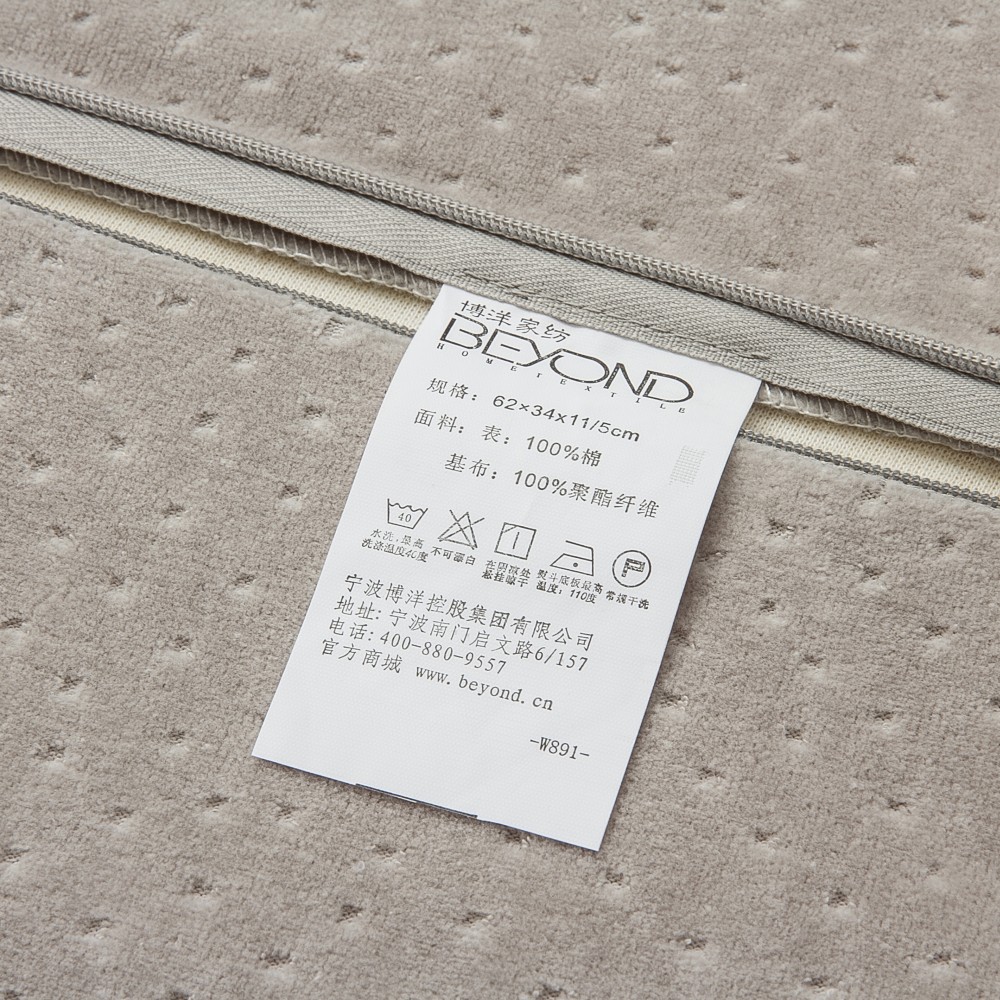 博洋家纺
BEYOND
HOMETEXTILE
规格: 62×34×11/5cm
面料: 表: 100%棉
基布: 100%聚酯纤维
40
P
水洗,最高
洗涤温度40度
不可漂白
在阴凉处
悬挂晾干
熨斗底板最高
温度: 110度
常规干洗
宁波博洋控股集团有限公司
地址: 宁波南门启文路6/157
电话: 400-880-9557
官方商城 www.beyond.cn
-W891-